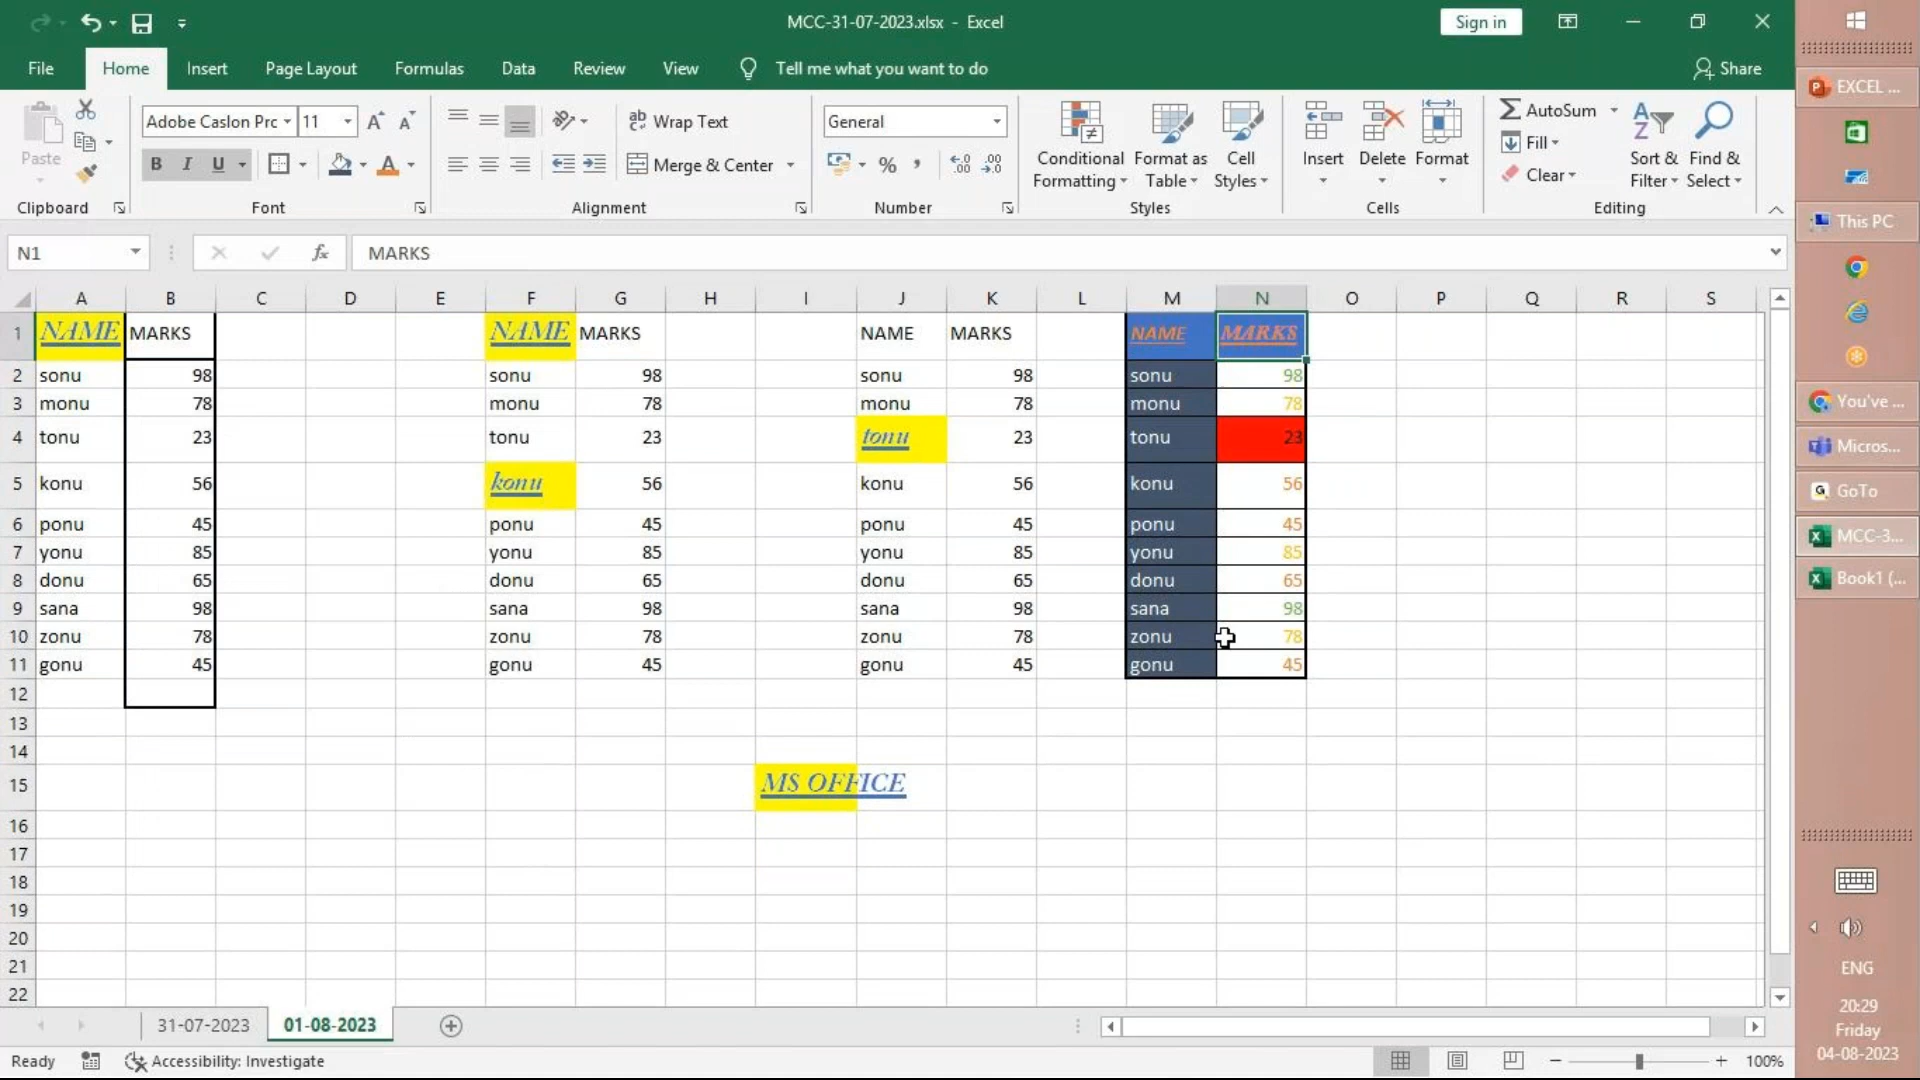 MCC-31-07-2023.xlsx - Excel
Sign in
File Home Insert Page Layout Formulas Data Review View Tell me what you want to do Share
Paste
Clipboard
Adobe Caslon Prc 11
B I U
Font
Wrap Text
Merge & Center
Alignment
General
%
Number
Conditional Formatting
Format as Table
Cell Styles
Styles
Insert Delete Format
Cells
AutoSum
Fill
Clear
Sort & Filter
Find & Select
Editing
N1 fx MARKS
A B C D E F G H I J K L M N O P Q R S
1 NAME MARKS NAME MARKS NAME MARKS NAME MARKS
2 sonu 98 sonu 98 sonu 98 sonu 98
3 monu 78 monu 78 monu 78 monu 78
4 tonu 23 tonu 23 tonu 23 tonu 23
5 konu 56 konu 56 konu 56 konu 56
6 ponu 45 ponu 45 ponu 45 ponu 45
7 yonu 85 yonu 85 yonu 85 yonu 85
8 donu 65 donu 65 donu 65 donu 65
9 sana 98 sana 98 sana 98 sana 98
10 zonu 78 zonu 78 zonu 78 zonu 78
11 gonu 45 gonu 45 gonu 45 gonu 45
12
13
14
15 MS OFFICE
16
17
18
19
20
21
22
31-07-2023 01-08-2023
Ready Accessibility: Investigate 100%
EXCEL ...
This PC
You've ...
Micros...
GoTo
MCC-3...
Book1 (...
ENG
20:29
Friday
04-08-2023